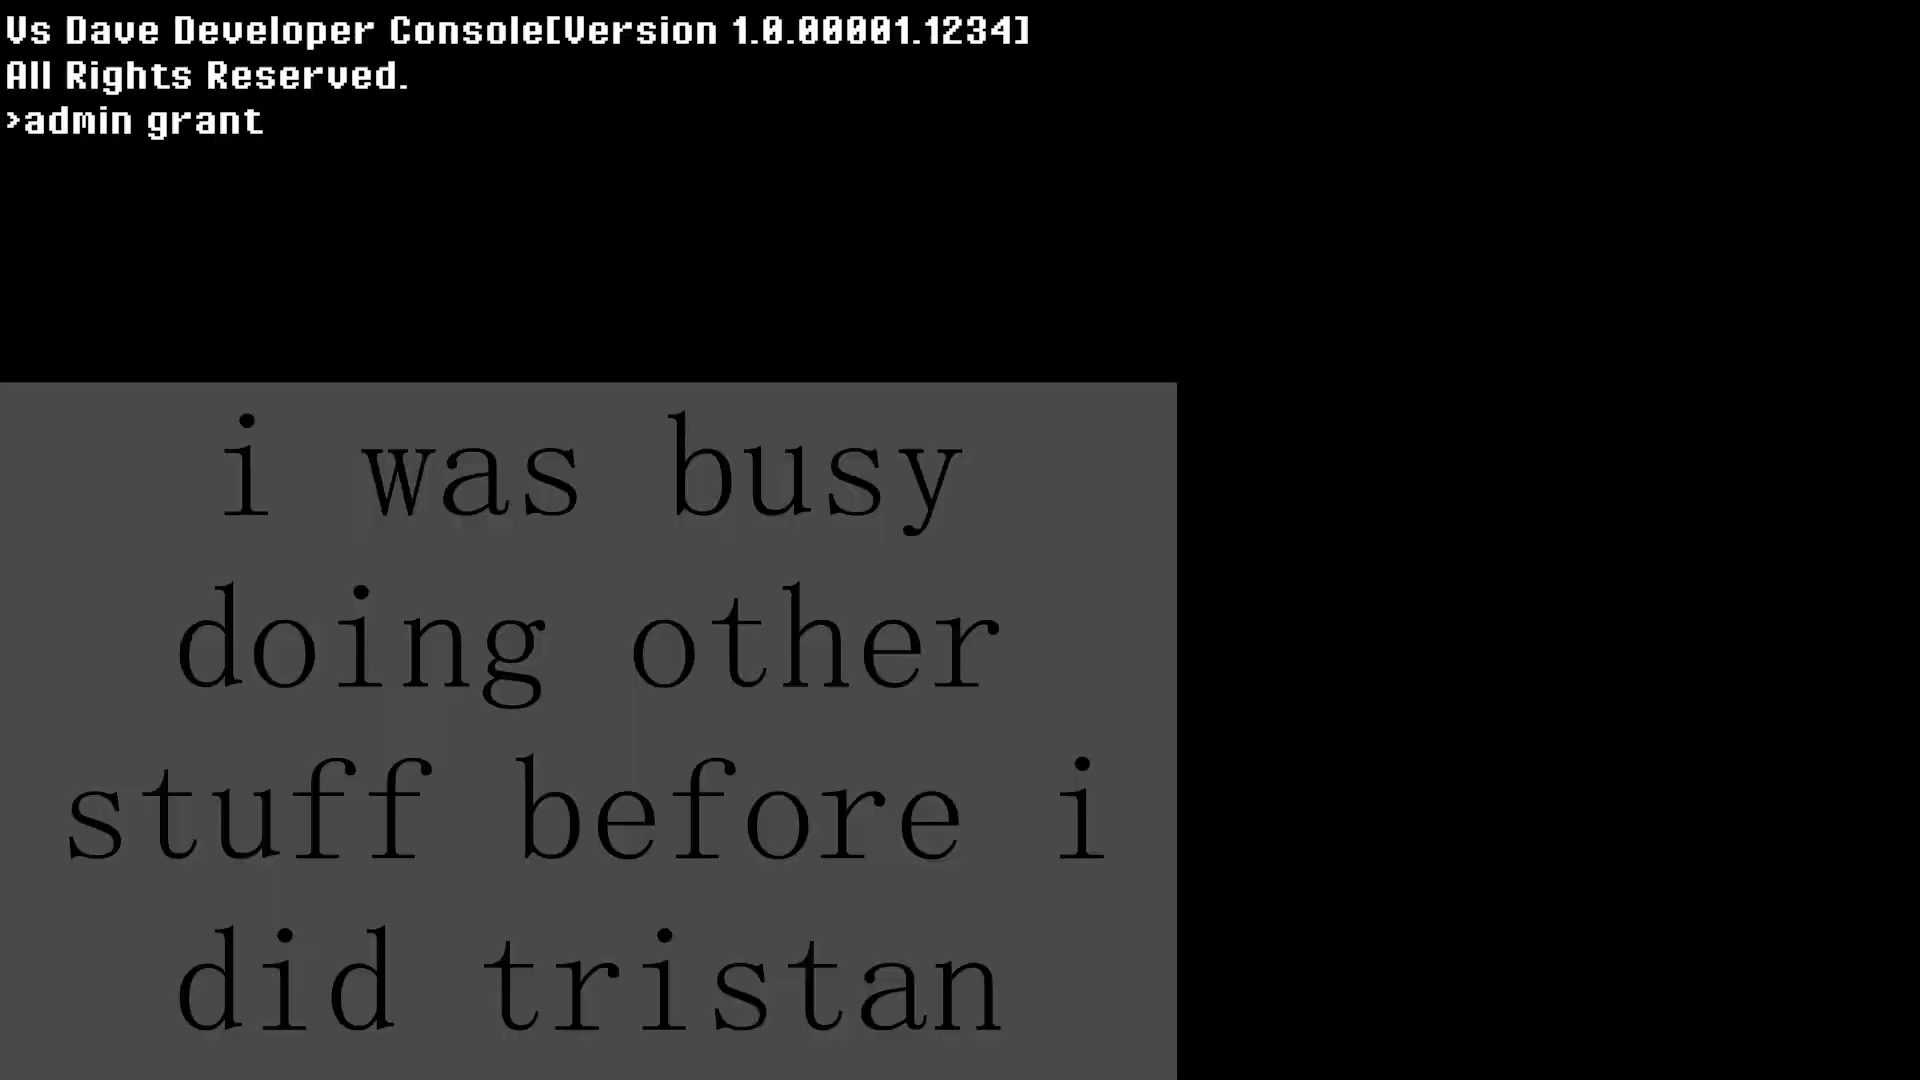 Vs Dave Developer Console[Version 1.0.00001.1234]
All Rights Reserved.
>admin grant
i was busy
doing other
stuff before i
did tristan